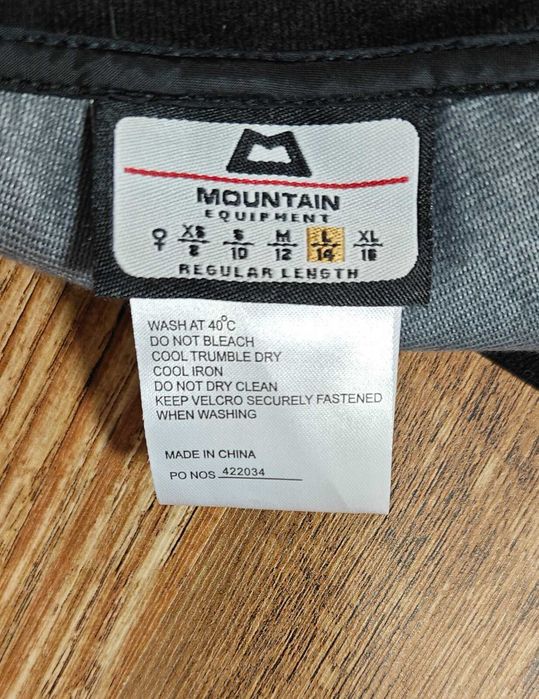 MOUNTAIN
EQUIPMENT
♀ XS/8 S/10 M/12 L/14 XL/16
REGULAR LENGTH
WASH AT 40°C
DO NOT BLEACH
COOL TRUMBLE DRY
COOL IRON
DO NOT DRY CLEAN
KEEP VELCRO SECURELY FASTENED
WHEN WASHING
MADE IN CHINA
PO NOS 422034